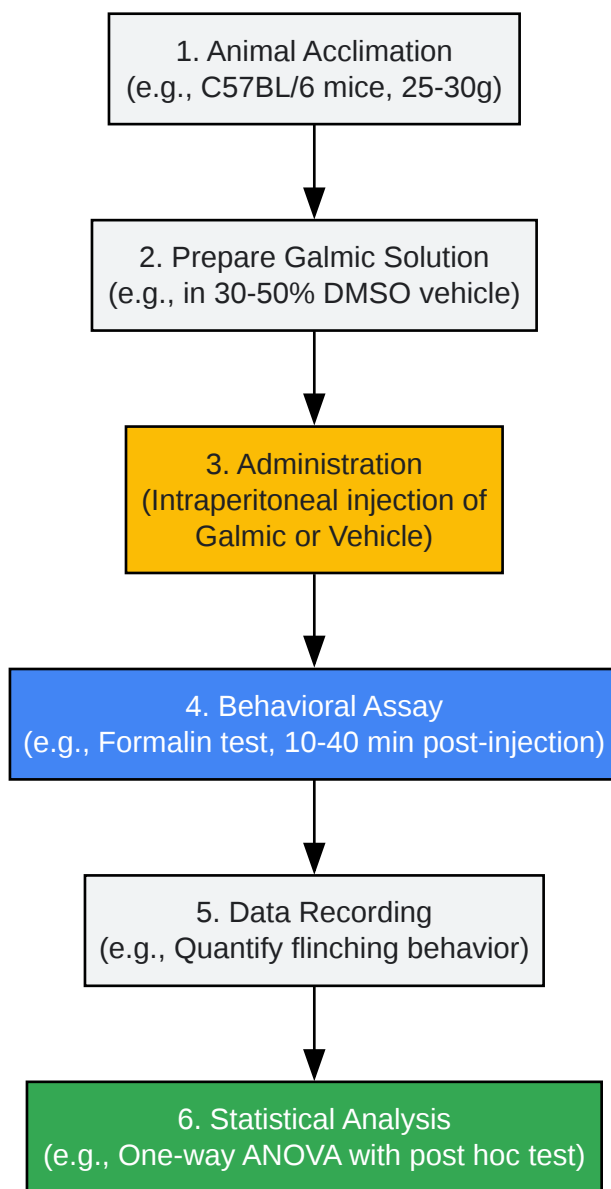 1. Animal Acclimation
(e.g., C57BL/6 mice, 25-30g)
2. Prepare Galmic Solution
(e.g., in 30-50% DMSO vehicle)
3. Administration
(Intraperitoneal injection of
Galmic or Vehicle)
4. Behavioral Assay
(e.g., Formalin test, 10-40 min post-injection)
5. Data Recording
(e.g., Quantify flinching behavior)
6. Statistical Analysis
(e.g., One-way ANOVA with post hoc test)